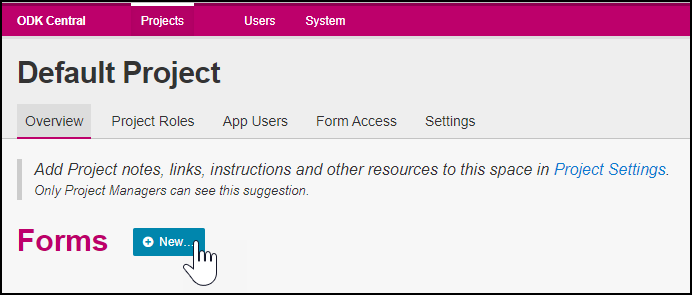 ODK Central Projects Users System
Default Project
Overview Project Roles App Users Form Access Settings
Add Project notes, links, instructions and other resources to this space in Project Settings.
Only Project Managers can see this suggestion.
Forms New...